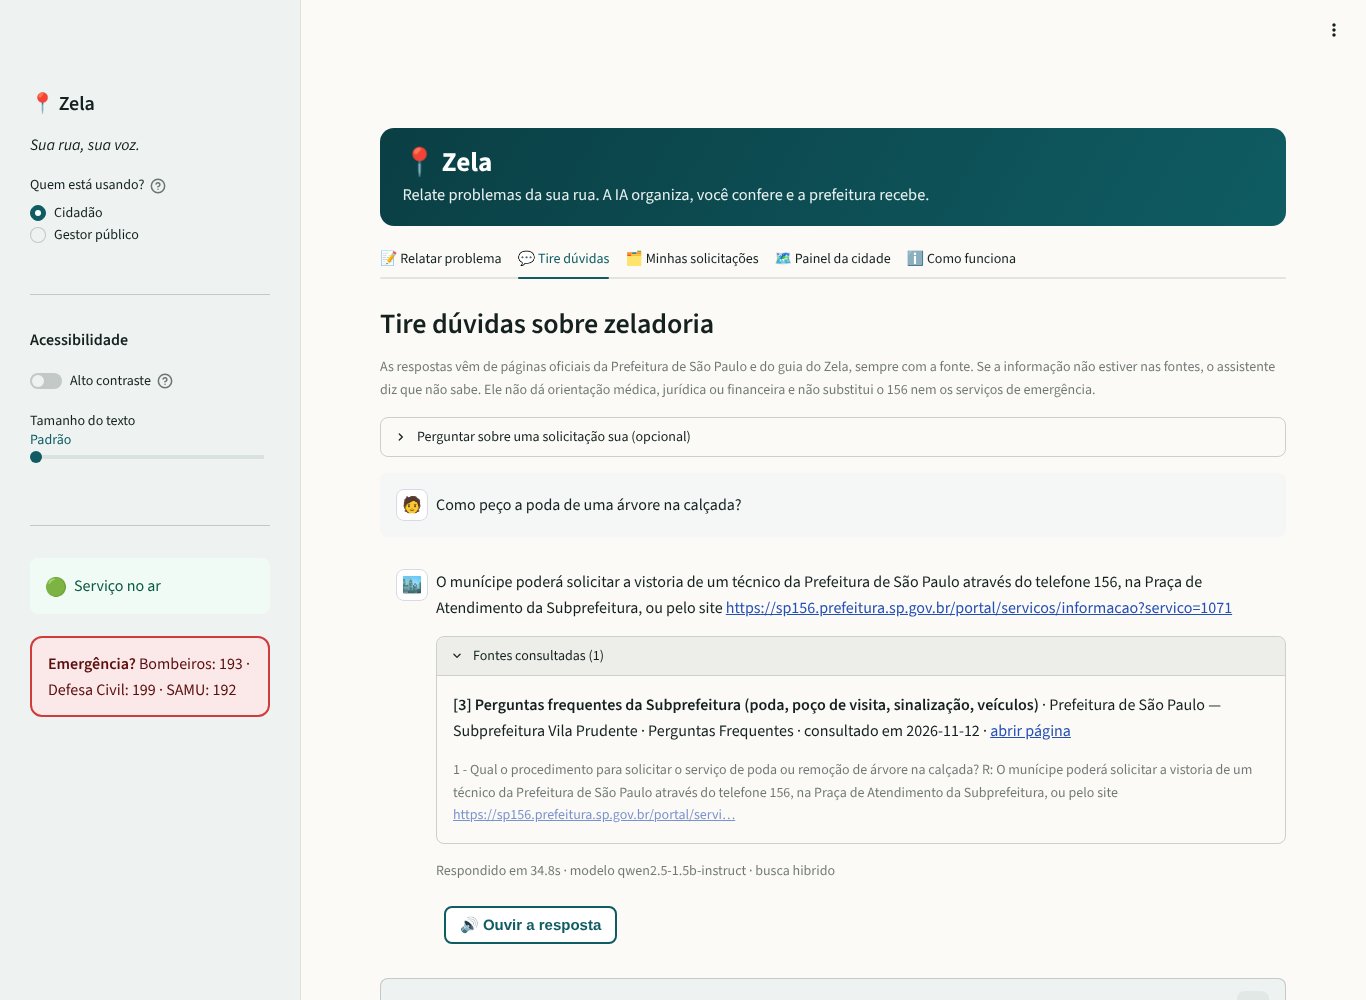 Zela
Sua rua, sua voz.
Quem está usando?
Cidadão
Gestor público
Acessibilidade
Alto contraste
Tamanho do texto
Padrão
Serviço no ar
Emergência? Bombeiros: 193 ·
Defesa Civil: 199 · SAMU: 192
Zela
Relate problemas da sua rua. A IA organiza, você confere e a prefeitura recebe.
Relatar problema
Tire dúvidas
Minhas solicitações
Painel da cidade
Como funciona
Tire dúvidas sobre zeladoria
As respostas vêm de páginas oficiais da Prefeitura de São Paulo e do guia do Zela, sempre com a fonte. Se a informação não estiver nas fontes, o assistente
diz que não sabe. Ele não dá orientação médica, jurídica ou financeira e não substitui o 156 nem os serviços de emergência.
Perguntar sobre uma solicitação sua (opcional)
Como peço a poda de uma árvore na calçada?
O munícipe poderá solicitar a vistoria de um técnico da Prefeitura de São Paulo através do telefone 156, na Praça de
Atendimento da Subprefeitura, ou pelo site https://sp156.prefeitura.sp.gov.br/portal/servicos/informacao?servico=1071
Fontes consultadas (1)
[3] Perguntas frequentes da Subprefeitura (poda, poço de visita, sinalização, veículos) · Prefeitura de São Paulo —
Subprefeitura Vila Prudente · Perguntas Frequentes · consultado em 2026-11-12 · abrir página
1 - Qual o procedimento para solicitar o serviço de poda ou remoção de árvore na calçada? R: O munícipe poderá solicitar a vistoria de um
técnico da Prefeitura de São Paulo através do telefone 156, na Praça de Atendimento da Subprefeitura, ou pelo site
https://sp156.prefeitura.sp.gov.br/portal/servi…
Respondido em 34.8s · modelo qwen2.5-1.5b-instruct · busca hibrido
Ouvir a resposta